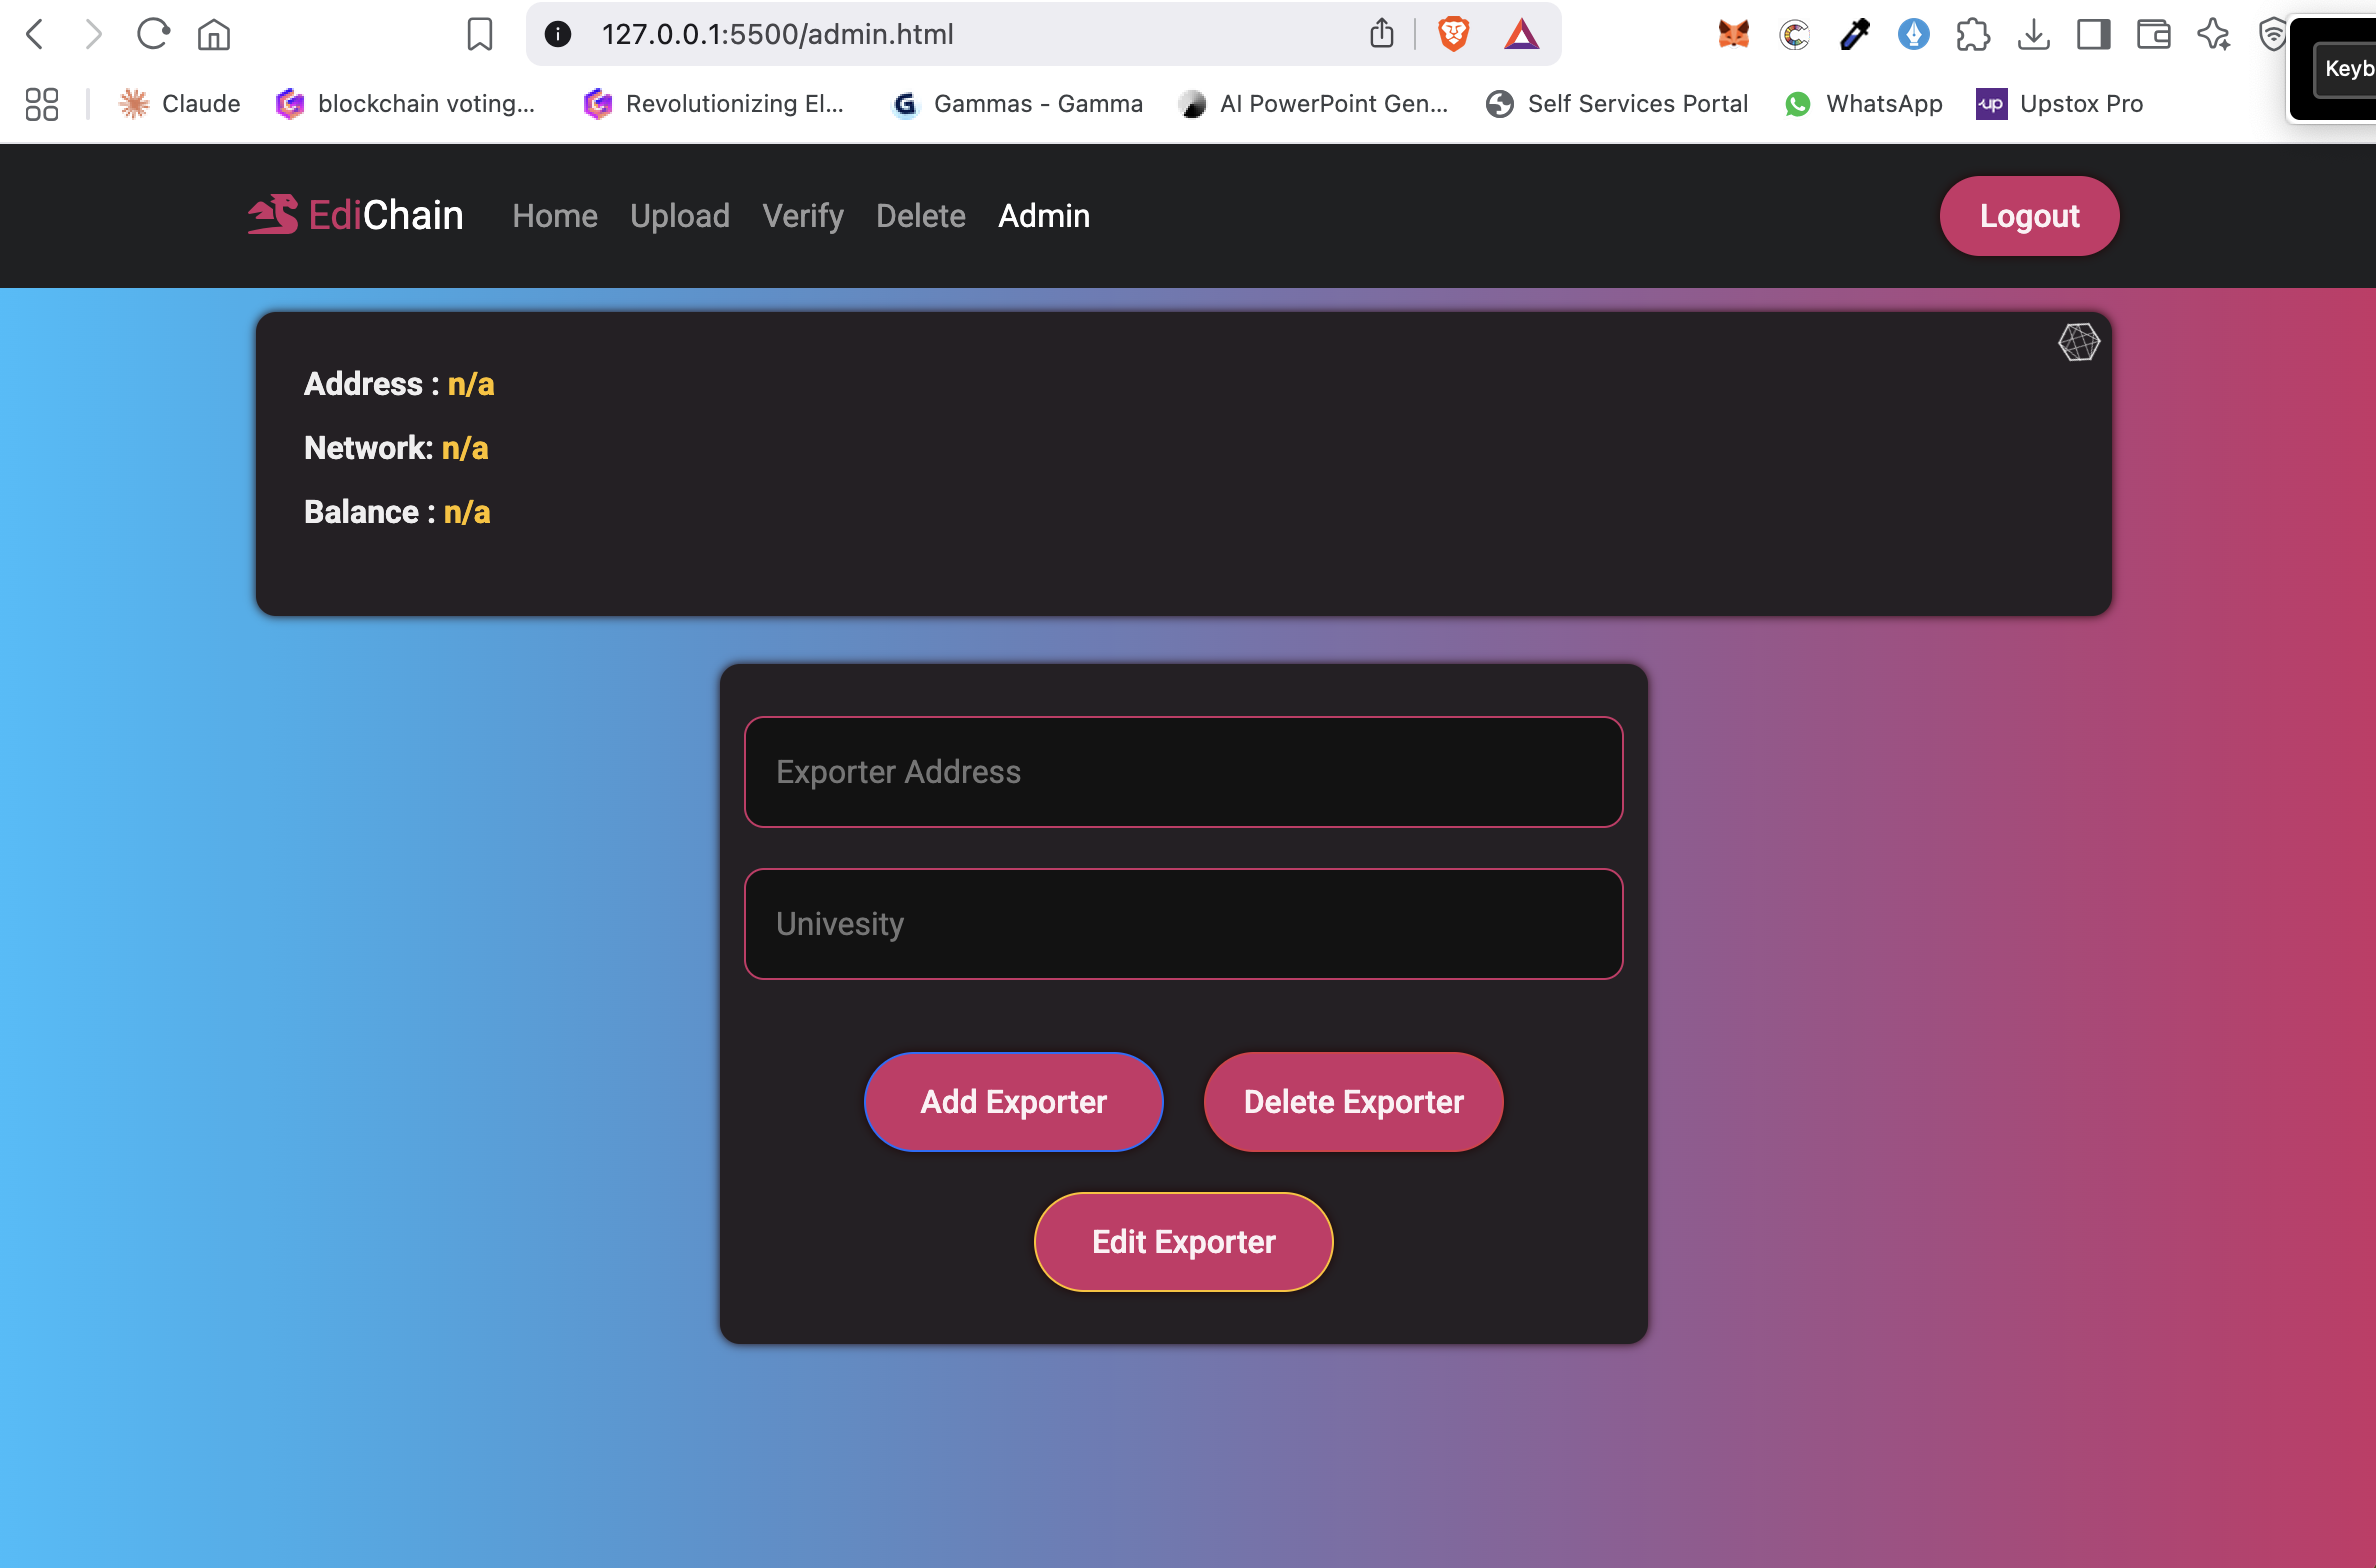 127.0.0.1:5500/admin.html
Keyb
Claude
blockchain voting...
Revolutionizing El...
Gammas - Gamma
AI PowerPoint Gen...
Self Services Portal
WhatsApp
up
Upstox Pro
EdiChain
Home
Upload
Verify
Delete
Admin
Logout
Address : n/a
Network: n/a
Balance : n/a
Exporter Address
Univesity
Add Exporter
Delete Exporter
Edit Exporter